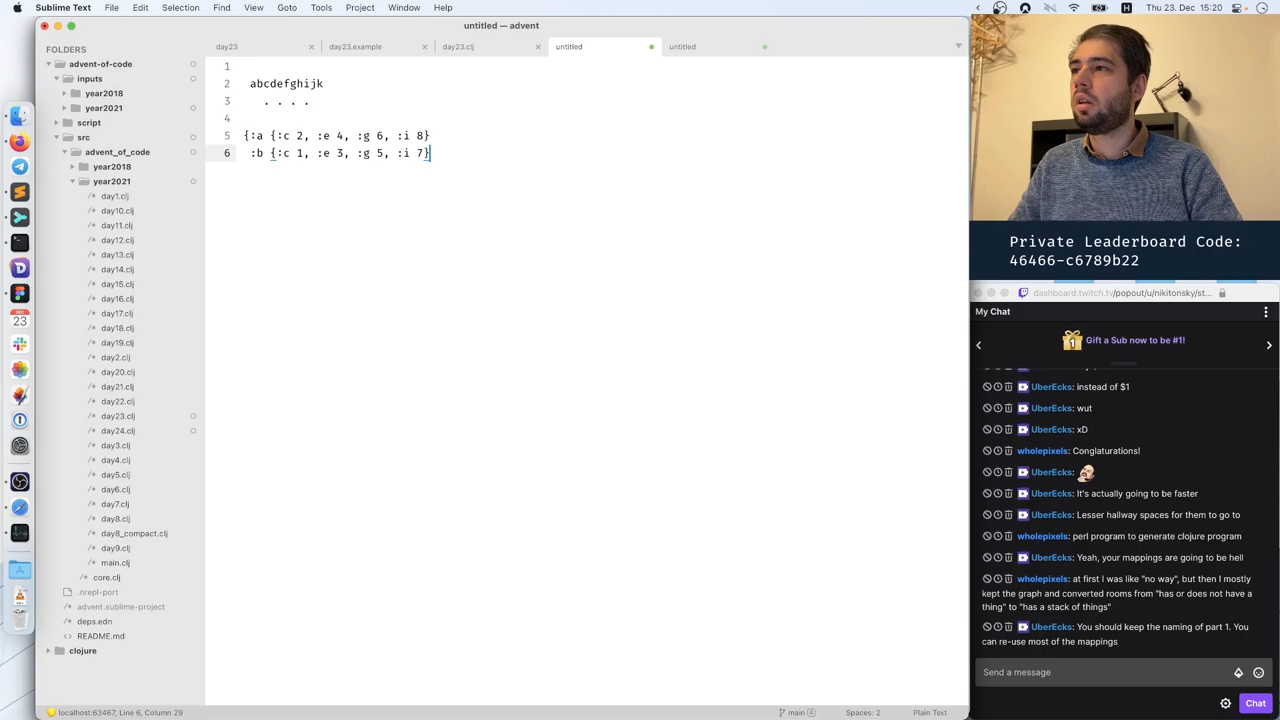 Sublime Text File Edit Selection Find View Goto Tools Project Window Help
Thu 23. Dec 15:20
untitled — advent
FOLDERS
advent-of-code
inputs
year2018
year2021
script
src
advent_of_code
year2018
year2021
/* day1.clj
/* day10.clj
/* day11.clj
/* day12.clj
/* day13.clj
/* day14.clj
/* day15.clj
/* day16.clj
/* day17.clj
/* day18.clj
/* day19.clj
/* day2.clj
/* day20.clj
/* day21.clj
/* day22.clj
/* day23.clj
/* day24.clj
/* day3.clj
/* day4.clj
/* day5.clj
/* day6.clj
/* day7.clj
/* day8.clj
/* day8_compact.clj
/* day9.clj
/* main.clj
/* core.clj
.nrepl-port
advent.sublime-project
deps.edn
README.md
clojure
DEC
23
day23 day23.example day23.clj untitled untitled
1
2 abcdefghijk
3 . . . .
4
5 {:a {:c 2, :e 4, :g 6, :i 8}
6 :b {:c 1, :e 3, :g 5, :i 7}
localhost:63467, Line 6, Column 29
main 4 Spaces: 2 Plain Text
Private Leaderboard Code:
46466-c6789b22
dashboard.twitch.tv/popout/u/nikitonsky/st...
My Chat
1 Gift a Sub now to be #1!
UberEcks: instead of $1
UberEcks: wut
UberEcks: xD
wholepixels: Conglaturations!
UberEcks:
UberEcks: It's actually going to be faster
UberEcks: Lesser hallway spaces for them to go to
wholepixels: perl program to generate clojure program
UberEcks: Yeah, your mappings are going to be hell
wholepixels: at first I was like "no way", but then I mostly
kept the graph and converted rooms from "has or does not have a
thing" to "has a stack of things"
UberEcks: You should keep the naming of part 1. You
can re-use most of the mappings
Send a message
Chat